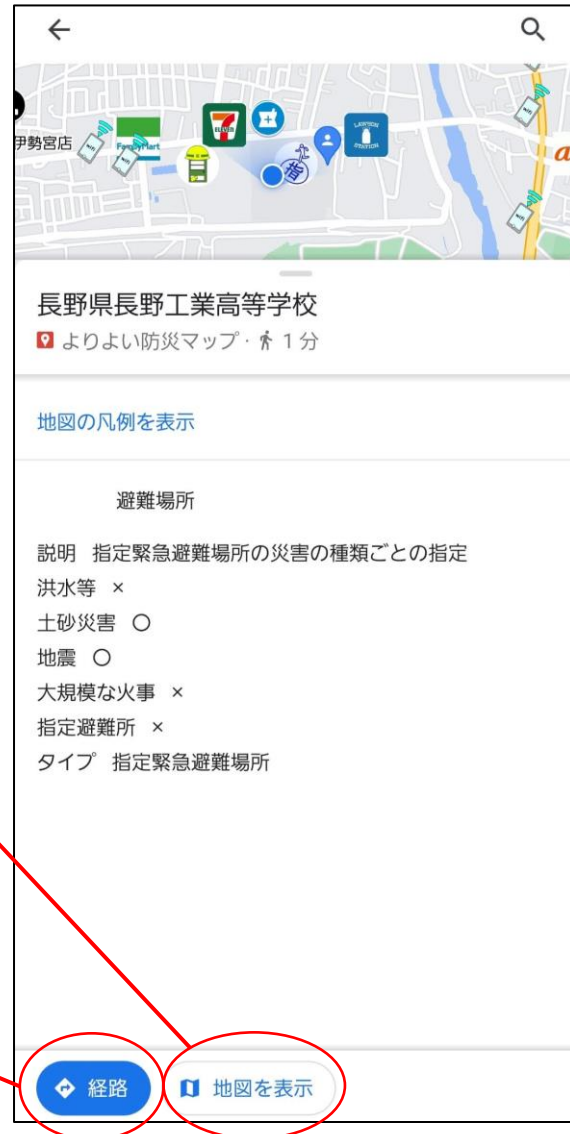 伊勢宮店
FamilyMart
ELEVEN
LAWSON
STATION
a
長野県長野工業高等学校
よりよい防災マップ・1分
地図の凡例を表示
避難場所
説明 指定緊急避難場所の災害の種類ごとの指定
洪水等 ×
土砂災害 〇
地震 〇
大規模な火事 ×
指定避難所 ×
タイプ 指定緊急避難場所
経路
地図を表示